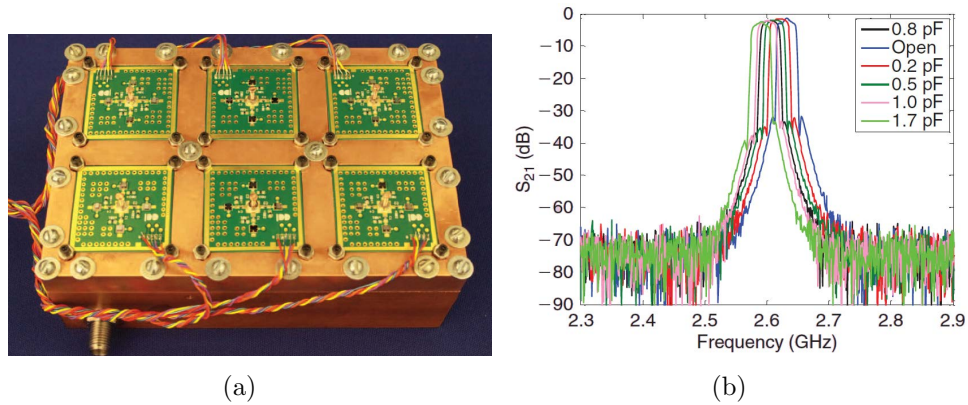 0
−10
−20
−30
−40
−50
−60
−70
−80
−90
S21 (dB)
0.8 pF
Open
0.2 pF
0.5 pF
1.0 pF
1.7 pF
2.3 2.4 2.5 2.6 2.7 2.8 2.9
Frequency (GHz)
(a) (b)